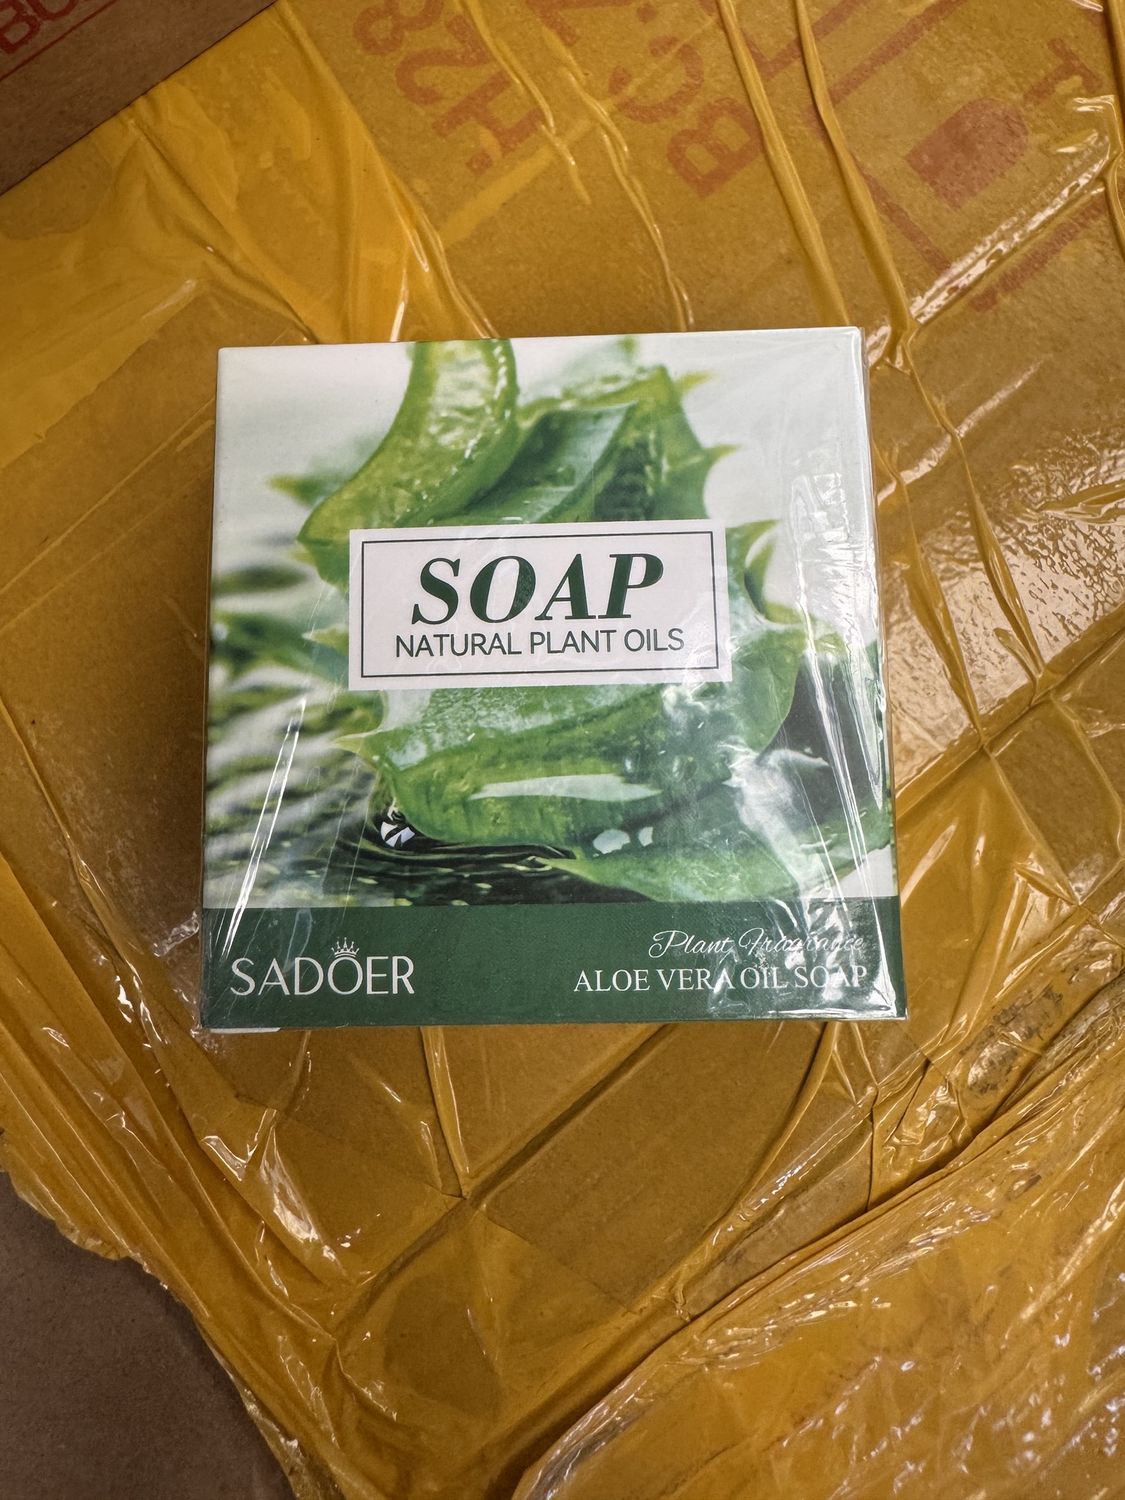 SOAP
NATURAL PLANT OILS
SADOER
Plant Fragrance
ALOE VERA OIL SOAP